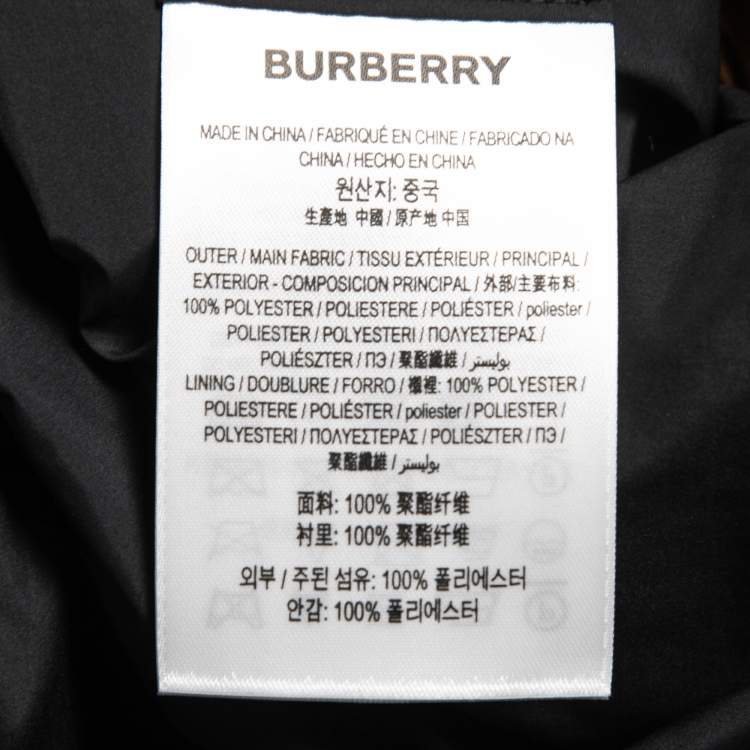 BURBERRY
MADE IN CHINA / FABRIQUÉ EN CHINE / FABRICADO NA
CHINA / HECHO EN CHINA
원산지: 중국
生產地 中國 / 原产地 中国
OUTER / MAIN FABRIC / TISSU EXTÉRIEUR / PRINCIPAL /
EXTERIOR - COMPOSICION PRINCIPAL / 外部/主要布料:
100% POLYESTER / POLIESTERE / POLIÉSTER / poliester /
POLIESTER / POLYESTERI / ΠΟΛΥΕΣΤΕΡΑΣ /
POLIÉSZTER / ПЭ / 聚酯纖維 / بوليستر
LINING / DOUBLURE / FORRO / 襯裡: 100% POLYESTER /
POLIESTERE / POLIÉSTER / poliester / POLIESTER /
POLYESTERI / ΠΟΛΥΕΣΤΕΡΑΣ / POLIÉSZTER / ПЭ /
聚酯纖維 / بوليستر
面料: 100% 聚酯纤维
衬里: 100% 聚酯纤维
외부 / 주된 섬유: 100% 폴리에스터
안감: 100% 폴리에스터